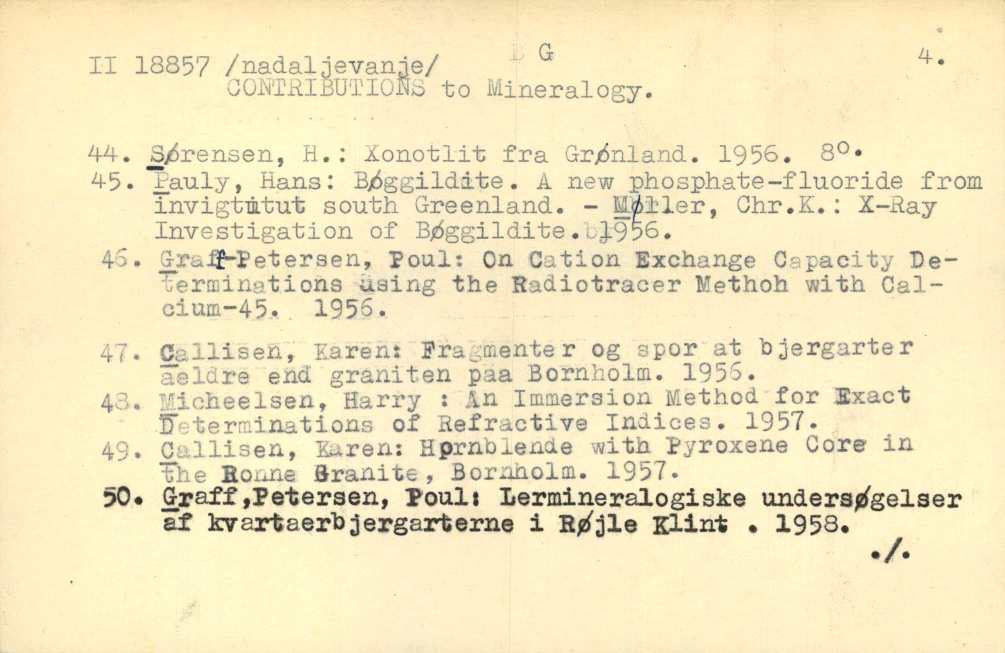 B G 4.
II 18857 /nadaljevanje/
CONTRIBUTIONS to Mineralogy.
44. Sørensen, H.: Xonotlit fra Grønland. 1956. 8°.
45. Pauly, Hans: Bøggildite. A new phosphate-fluoride from
invigtutut south Greenland. - Møller, Chr.K.: X-Ray
Investigation of Bøggildite. 1956.
46. Graff-Petersen, Poul: On Cation Exchange Capacity De-
terminations using the Radiotracer Methoh with Cal-
cium-45. 1956.
47. Callisen, Karen: Fragmenter og spor at bjergarter
aeldre end graniten paa Bornholm. 1956.
48. Micheelsen, Harry : An Immersion Method for Exact
Determinations of Refractive Indices. 1957.
49. Callisen, Karen: Hornblende with Pyroxene Core in
the Ronne Granite, Bornholm. 1957.
50. Graff,Petersen, Poul: Lermineralogiske undersøgelser
af kvartaerbjergarterne i Røjle Klint . 1958.
./.